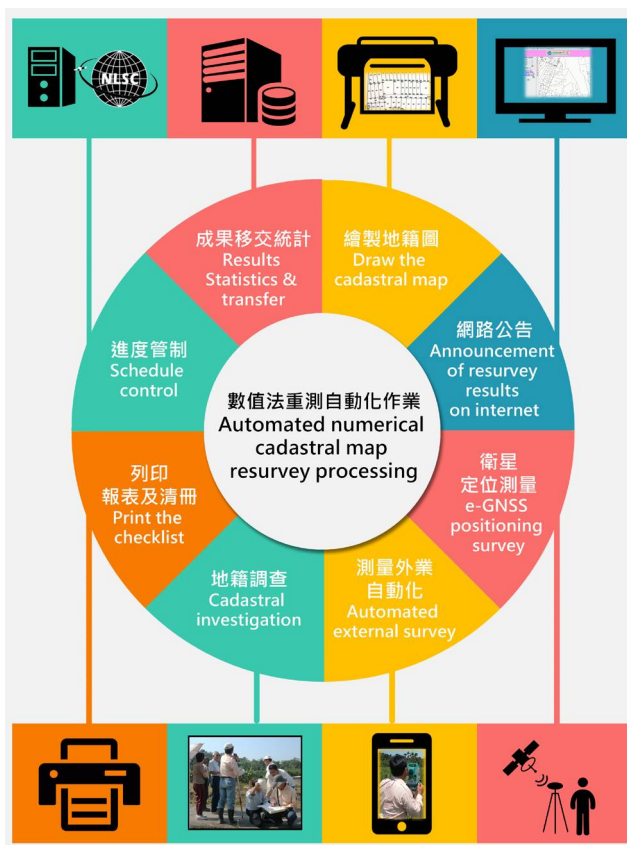 NLSC
成果移交統計
Results
Statistics &
transfer
繪製地籍圖
Draw the
cadastral map
進度管制
Schedule
control
網路公告
Announcement
of resurvey
results
on internet
數值法重測自動化作業
Automated numerical
cadastral map
resurvey processing
列印
報表及清冊
Print the
checklist
衛星
定位測量
e-GNSS
positioning
survey
地籍調查
Cadastral
investigation
測量外業
自動化
Automated
external survey